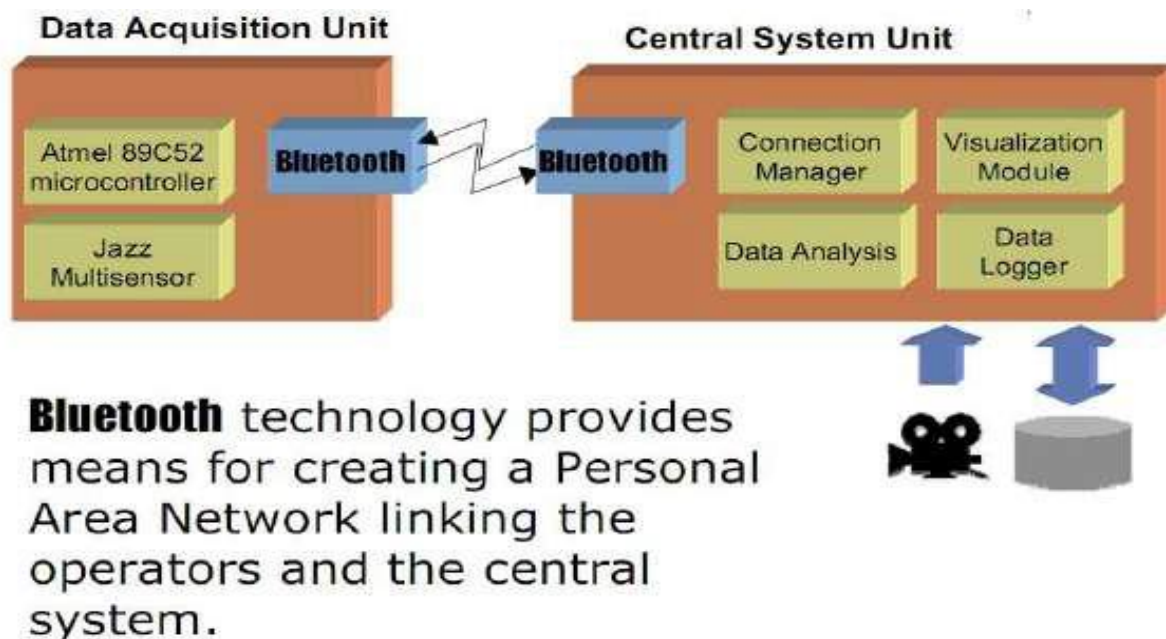 Data Acquisition Unit
Central System Unit
Atmel 89C52
microcontroller
Jazz
Multisensor
Bluetooth
Bluetooth
Connection
Manager
Visualization
Module
Data Analysis
Data
Logger
Bluetooth technology provides
means for creating a Personal
Area Network linking the
operators and the central
system.